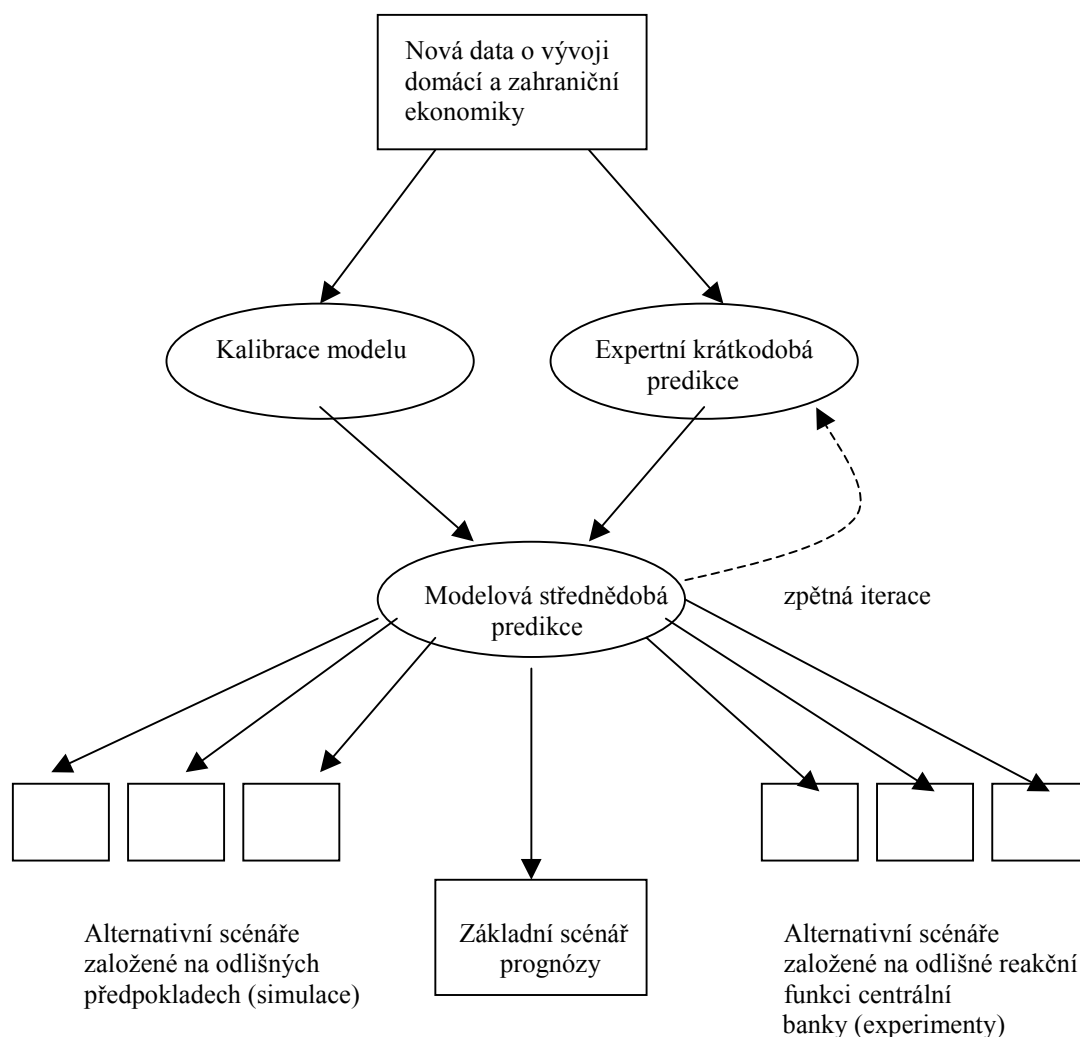 Nová data o vývoji
domácí a zahraniční
ekonomiky
Kalibrace modelu
Expertní krátkodobá
predikce
Modelová střednědobá
predikce
zpětná iterace
Alternativní scénáře
založené na odlišných
předpokladech (simulace)
Základní scénář
prognózy
Alternativní scénáře
založené na odlišné reakční
funkci centrální
banky (experimenty)